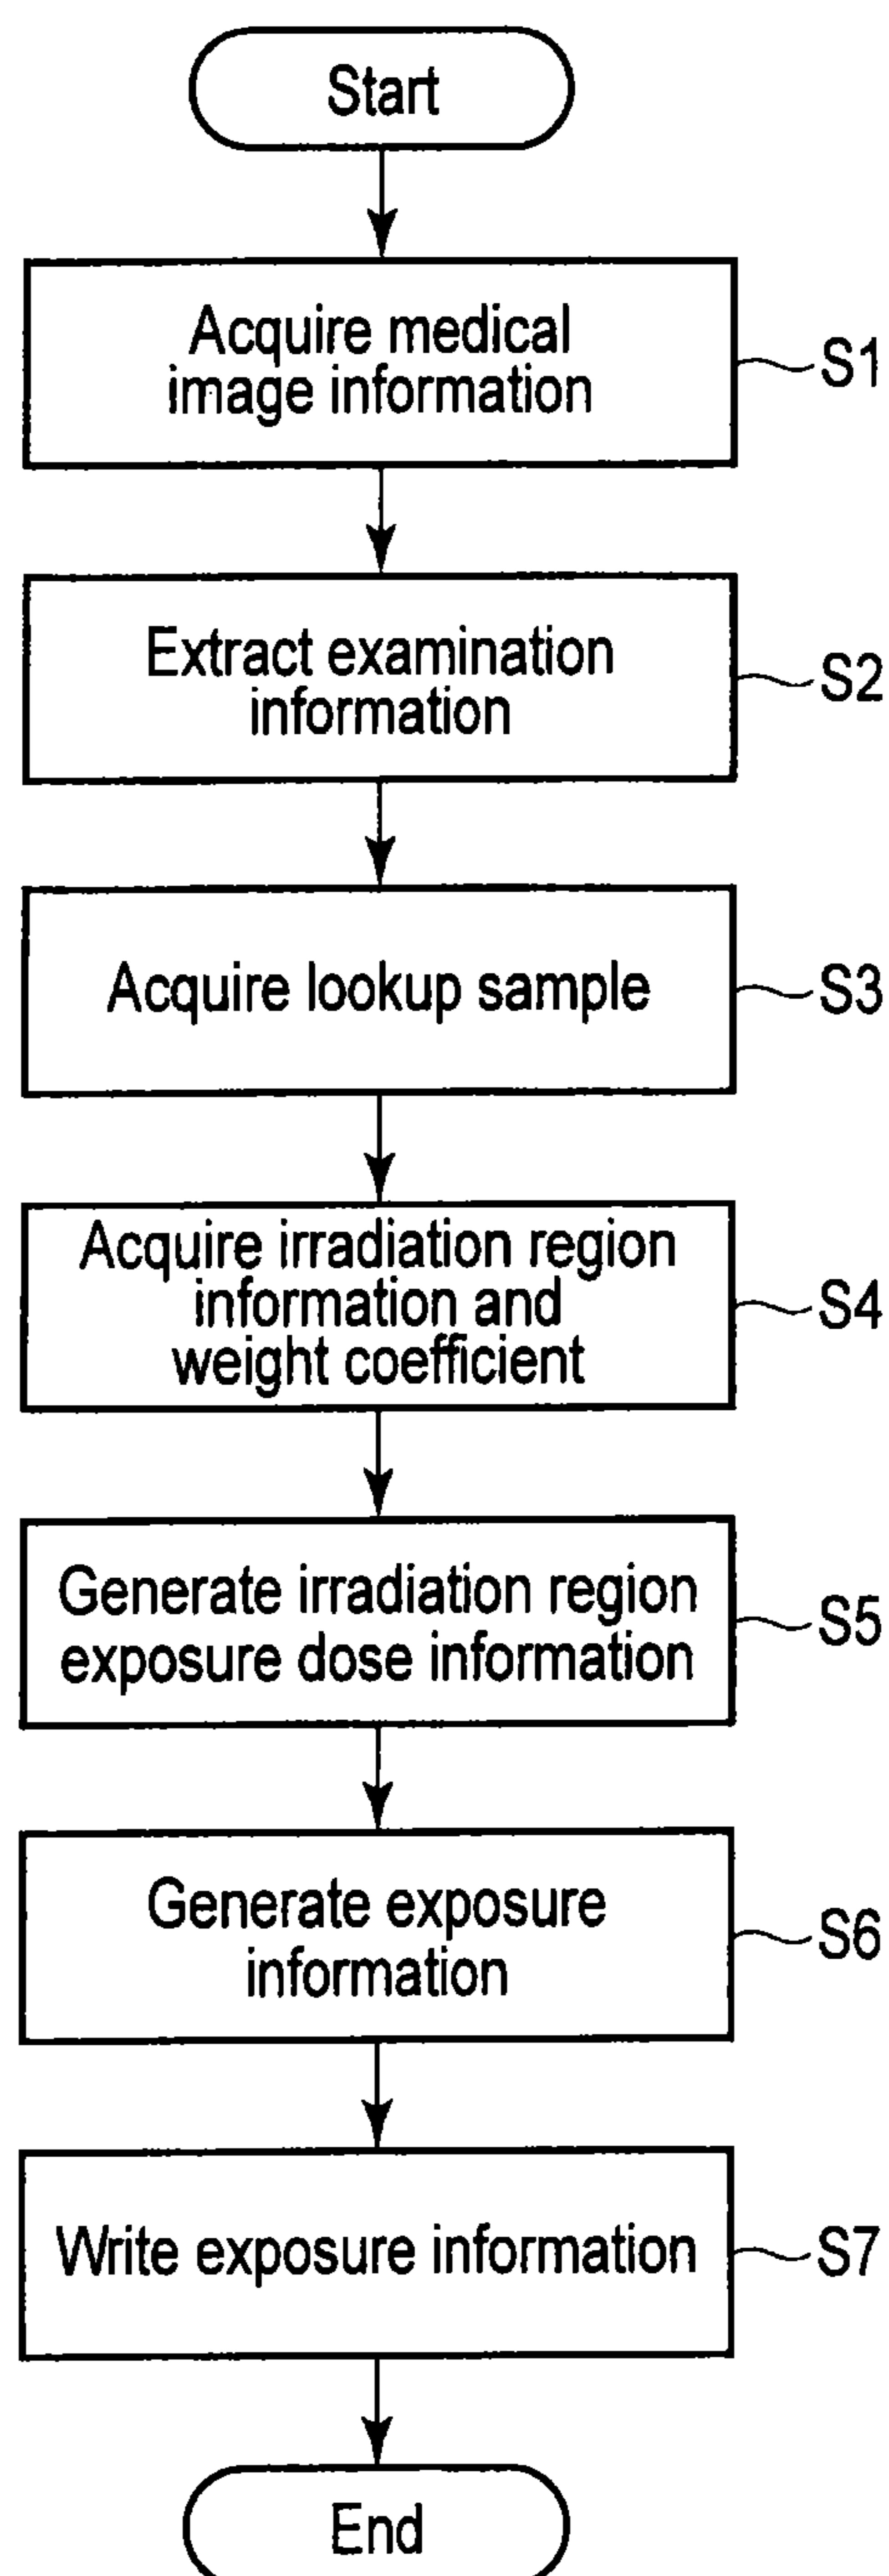 Start
Acquire medical
image information
S1
Extract examination
information
S2
Acquire lookup sample
S3
Acquire irradiation region
information and
weight coefficient
S4
Generate irradiation region
exposure dose information
S5
Generate exposure
information
S6
Write exposure information
S7
End